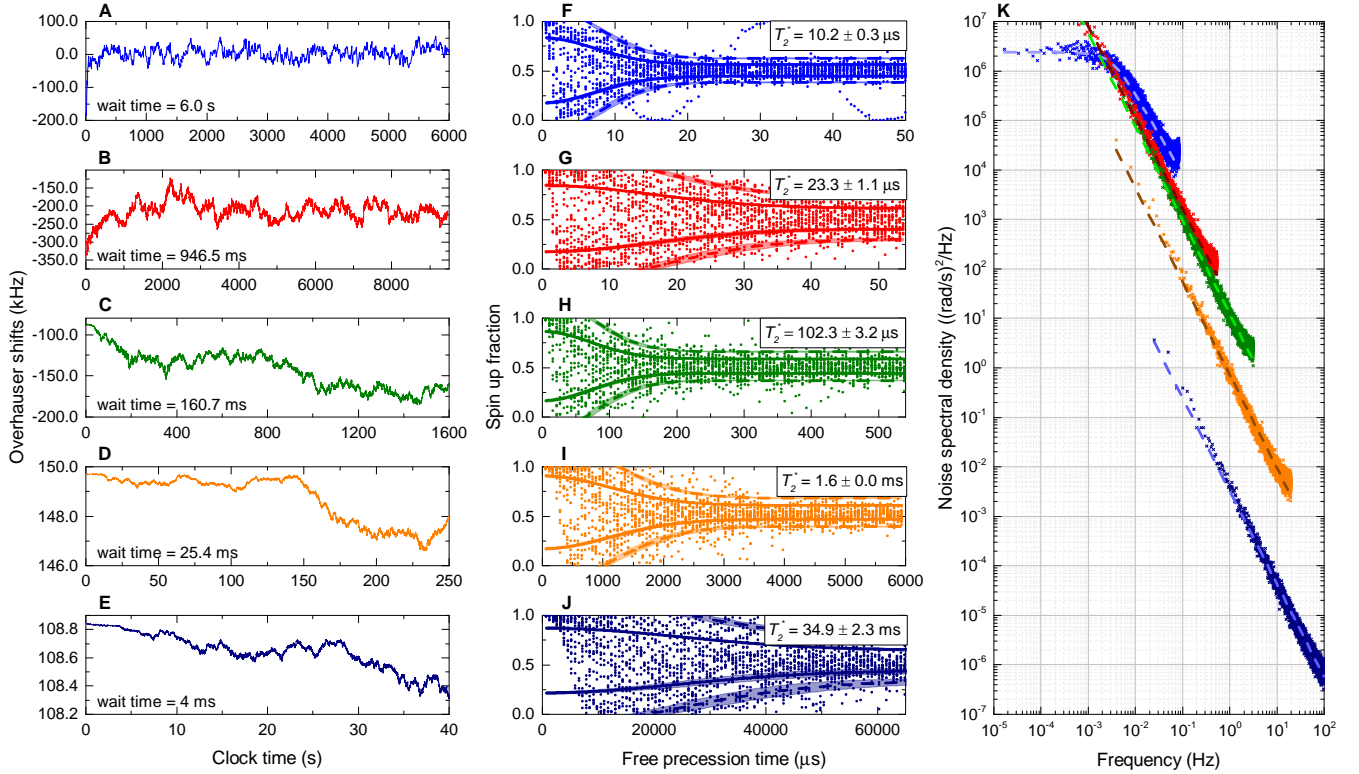 A
100.0
0.0
-100.0
-200.0
wait time = 6.0 s
0 1000 2000 3000 4000 5000 6000
B
-150.0
-200.0
-250.0
-300.0
-350.0
wait time = 946.5 ms
0 2000 4000 6000 8000
C
-100.0
-150.0
-200.0
wait time = 160.7 ms
0 400 800 1200 1600
D
150.0
148.0
146.0
wait time = 25.4 ms
0 50 100 150 200 250
E
108.8
108.6
108.4
108.2
wait time = 4 ms
0 10 20 30 40
Overhauser shifts (kHz)
Clock time (s)
F
1.0
0.5
0.0
T2* = 10.2 ± 0.3 μs
0 10 20 30 40 50
G
1.0
0.5
0.0
T2* = 23.3 ± 1.1 μs
0 10 20 30 40 50
H
1.0
0.5
0.0
T2* = 102.3 ± 3.2 μs
0 100 200 300 400 500
I
1.0
0.5
0.0
T2* = 1.6 ± 0.0 ms
0 1000 2000 3000 4000 5000 6000
J
1.0
0.5
0.0
T2* = 34.9 ± 2.3 ms
0 20000 40000 60000
Spin up fraction
Free precession time (μs)
K
10^7
10^6
10^5
10^4
10^3
10^2
10^1
10^0
10^-1
10^-2
10^-3
10^-4
10^-5
10^-6
10^-7
10^-5 10^-4 10^-3 10^-2 10^-1 10^0 10^1 10^2
Noise spectral density ((rad/s)^2/Hz)
Frequency (Hz)